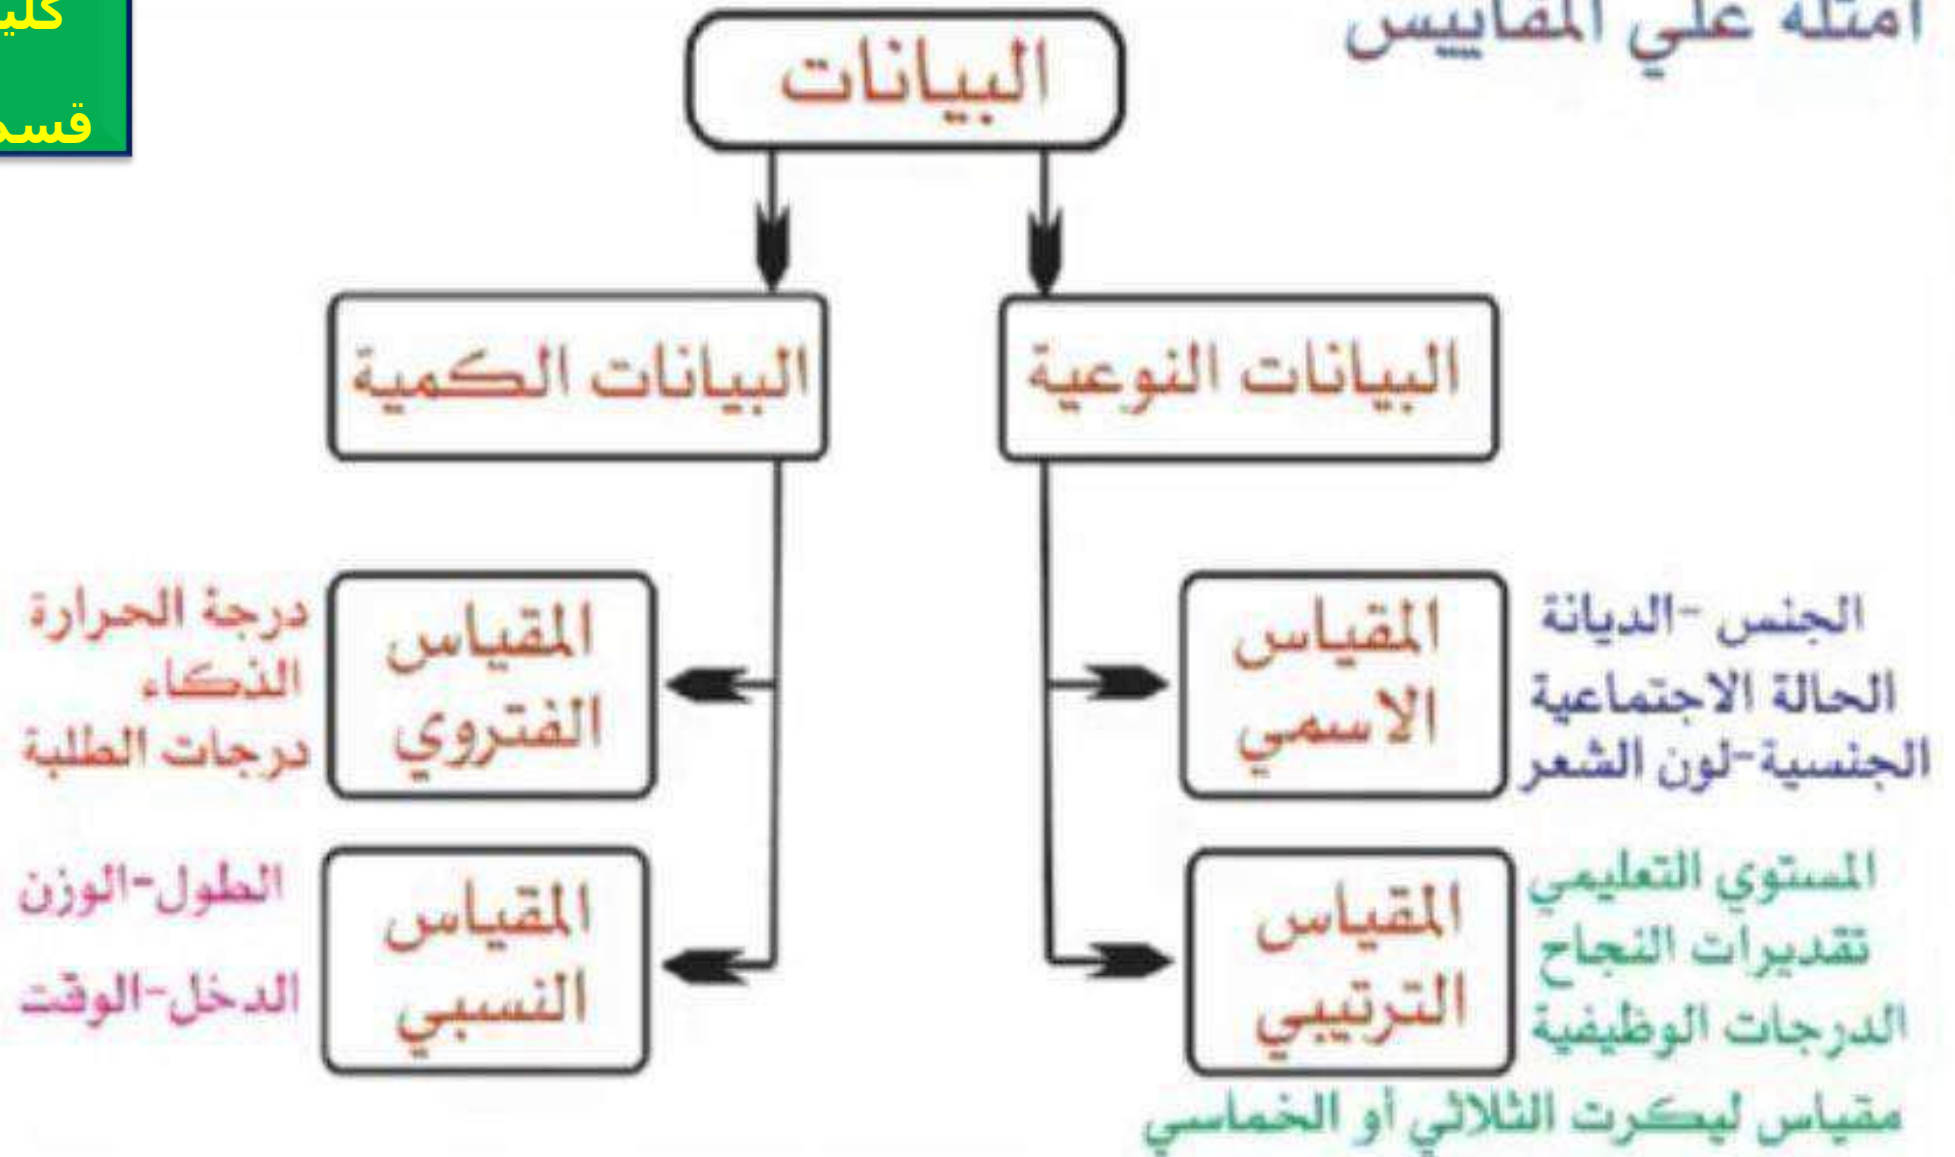 أمثلة علي المقاييس
قسم
البيانات
البيانات النوعية
البيانات الكمية
المقياس
الاسمي
الجنس -الديانة
الحالة الاجتماعية
الجنسية-لون الشعر
المقياس
الفتروي
درجة الحرارة
الذكاء
درجات الطلبة
المقياس
الترتيبي
المستوي التعليمي
تقديرات النجاح
الدرجات الوظيفية
مقياس ليكرت الثلاثي أو الخماسي
المقياس
النسبي
الطول-الوزن
الدخل-الوقت